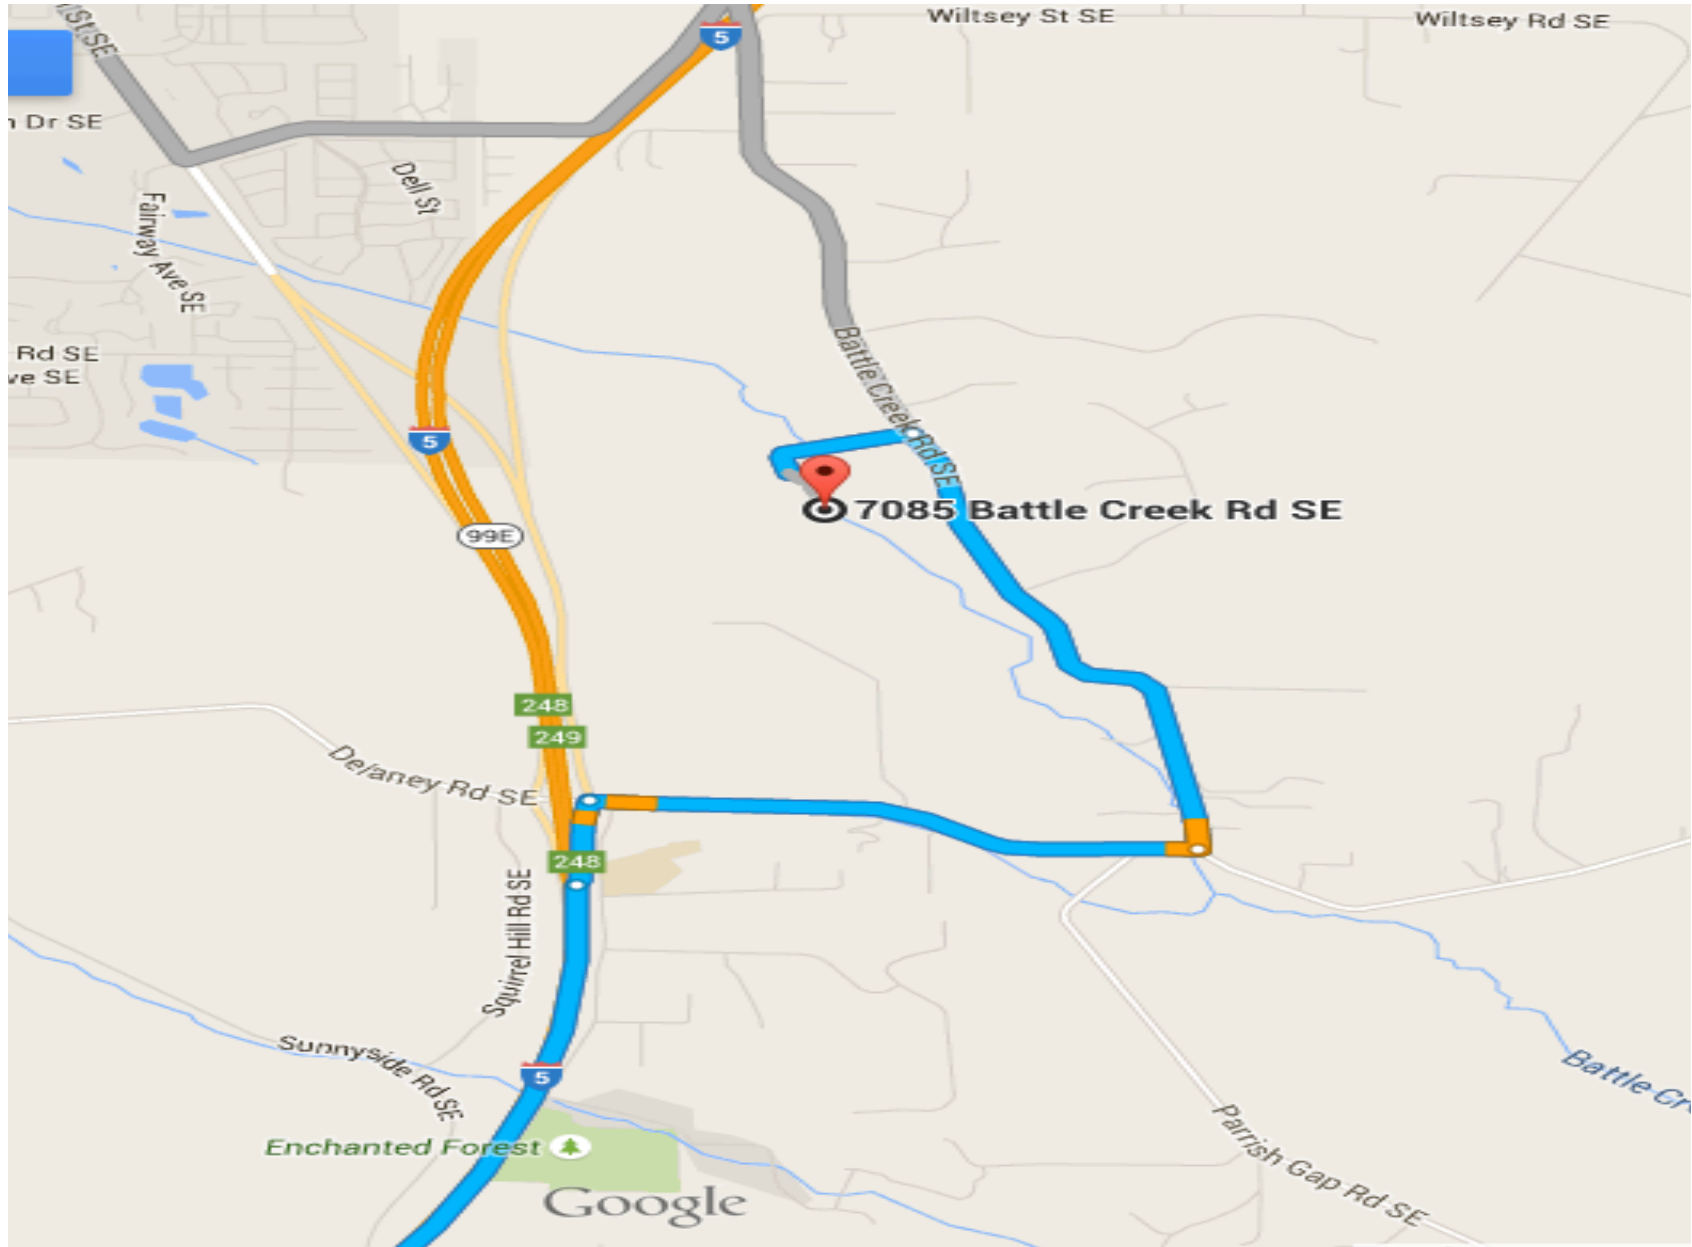 5
Wiltsey St SE
Wiltsey Rd SE
St SE
Dr SE
Dell St
Fairway Ave SE
Rd SE
ve SE
Battle Creek Rd SE
5
7085 Battle Creek Rd SE
99E
248
249
Delaney Rd SE
248
Squirrel Hill Rd SE
Sunnyside Rd SE
5
Battle Cr
Enchanted Forest
Parrish Gap Rd SE
Google